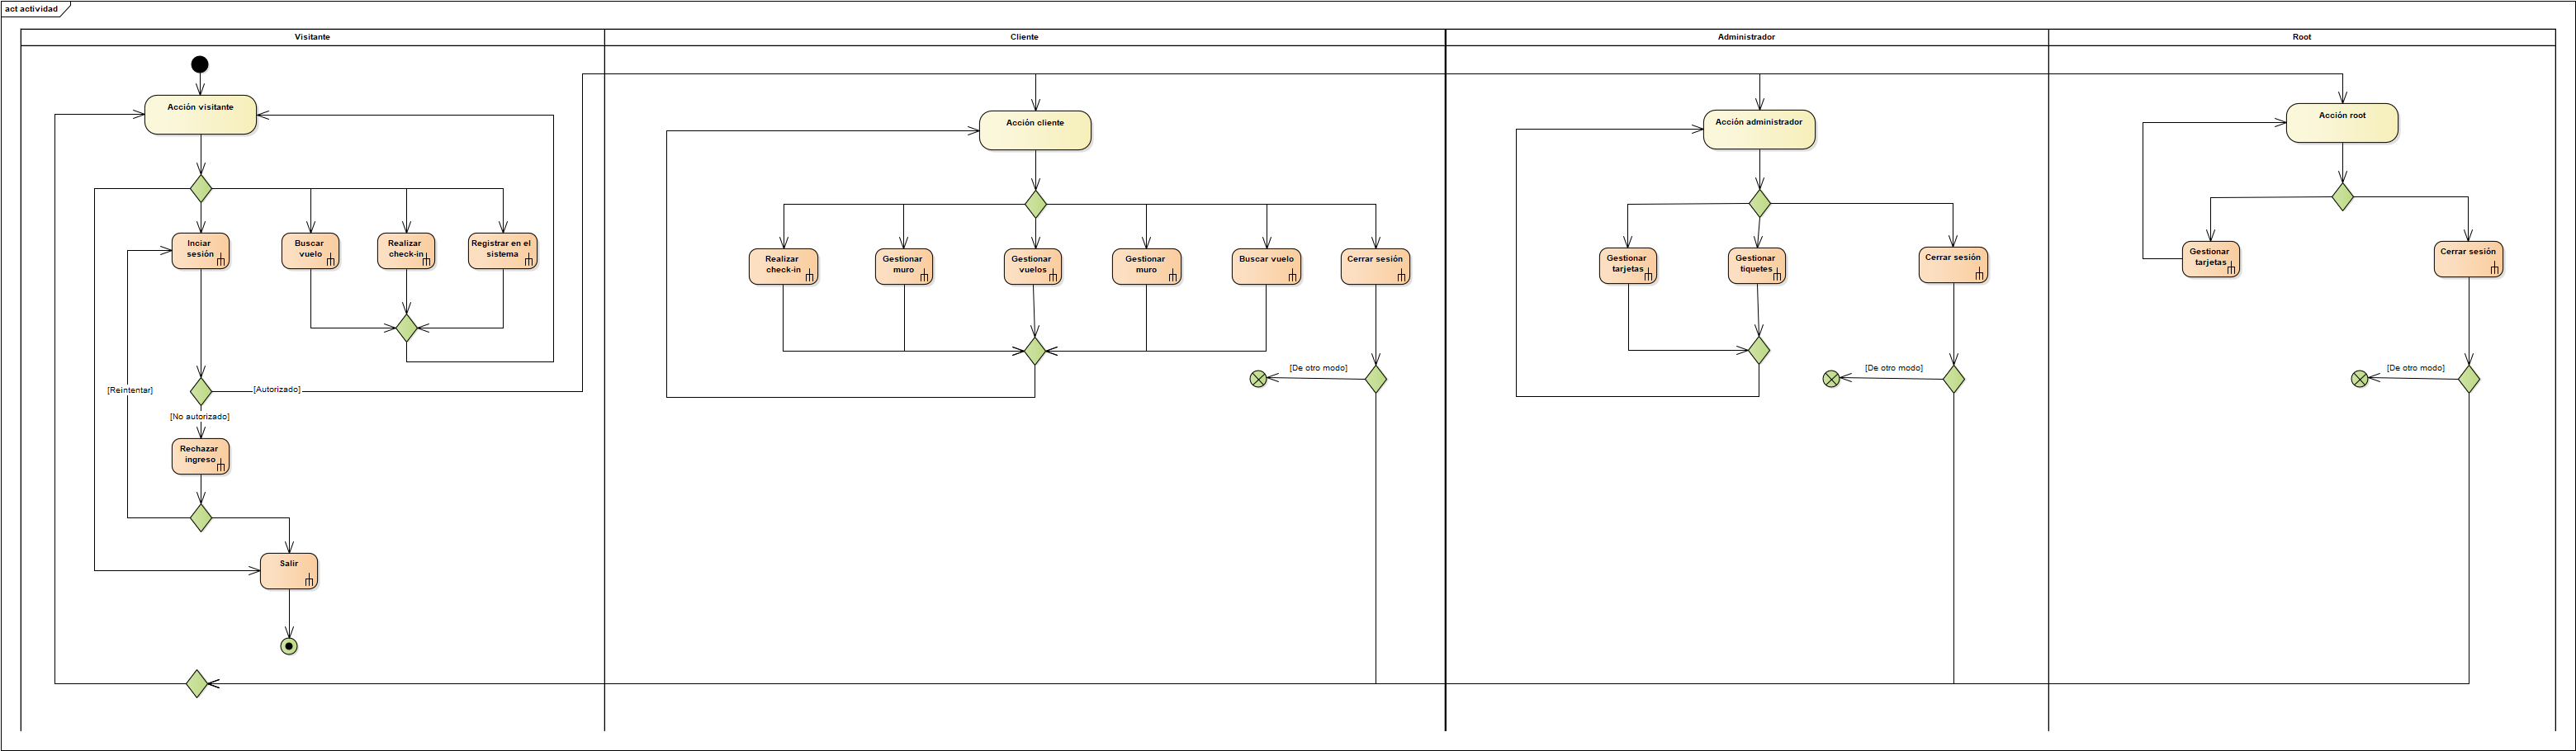 act actividad
Visitante
Cliente
Administrador
Root
Acción visitante
Acción cliente
Acción administrador
Acción root
Inciar
sesión
Buscar
vuelo
Realizar
check-in
Registrar en el
sistema
Realizar
check-in
Gestionar
muro
Gestionar
vuelos
Gestionar
muro
Buscar vuelo
Cerrar sesión
Gestionar
tarjetas
Gestionar
tiquetes
Cerrar sesión
Gestionar
tarjetas
Cerrar sesión
[De otro modo]
[De otro modo]
[De otro modo]
[Reintentar]
[Autorizado]
[No autorizado]
Rechazar
ingreso
Salir